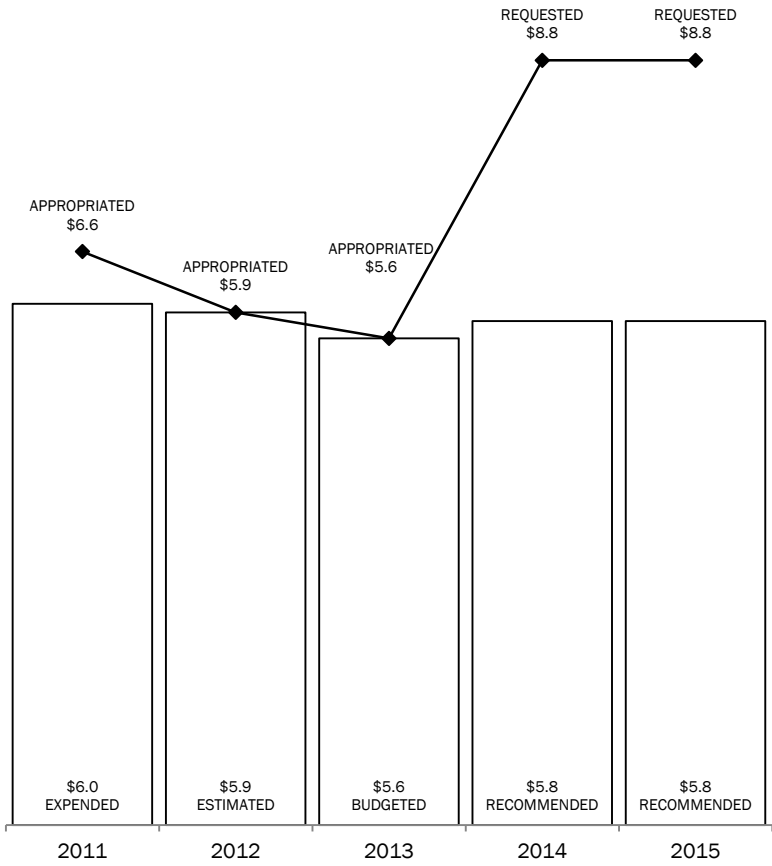 REQUESTED
$8.8
REQUESTED
$8.8
APPROPRIATED
$6.6
APPROPRIATED
$5.9
APPROPRIATED
$5.6
$6.0
EXPENDED
$5.9
ESTIMATED
$5.6
BUDGETED
$5.8
RECOMMENDED
$5.8
RECOMMENDED
2011
2012
2013
2014
2015